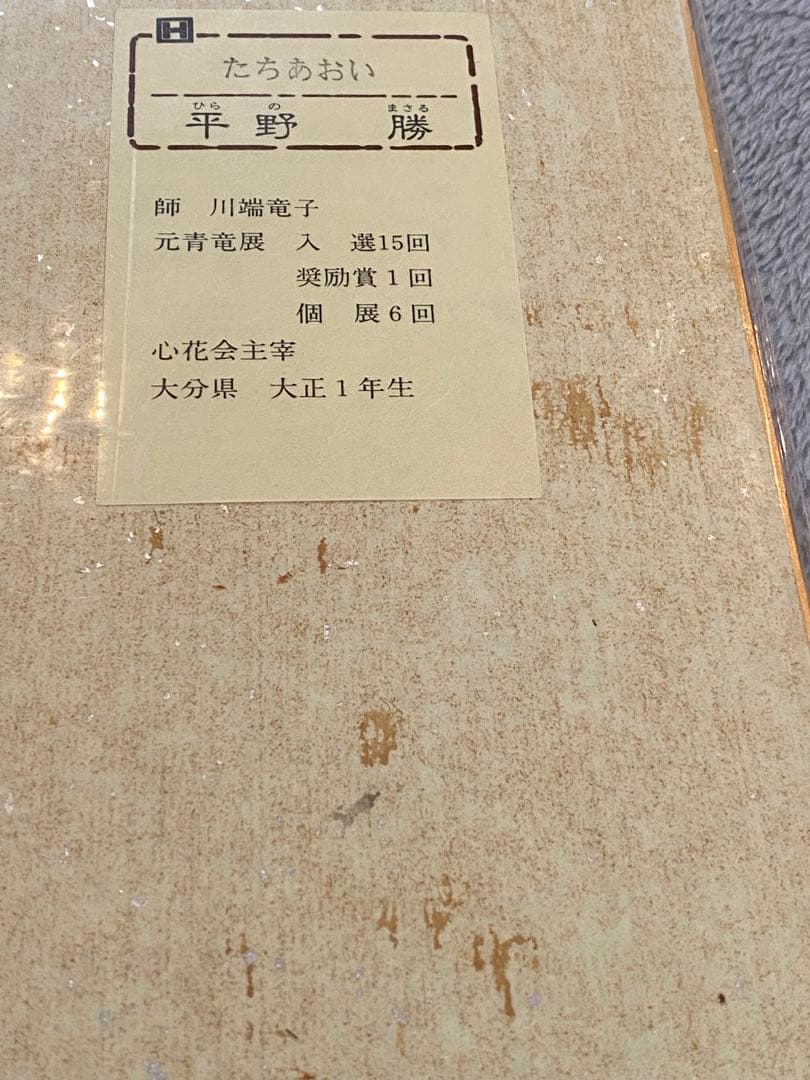 H
たちあおい
ひら の まさる
平野 勝
師 川端竜子
元青竜展 入 選15回
奨励賞1回
個 展6回
心花会主宰
大分県 大正1年生